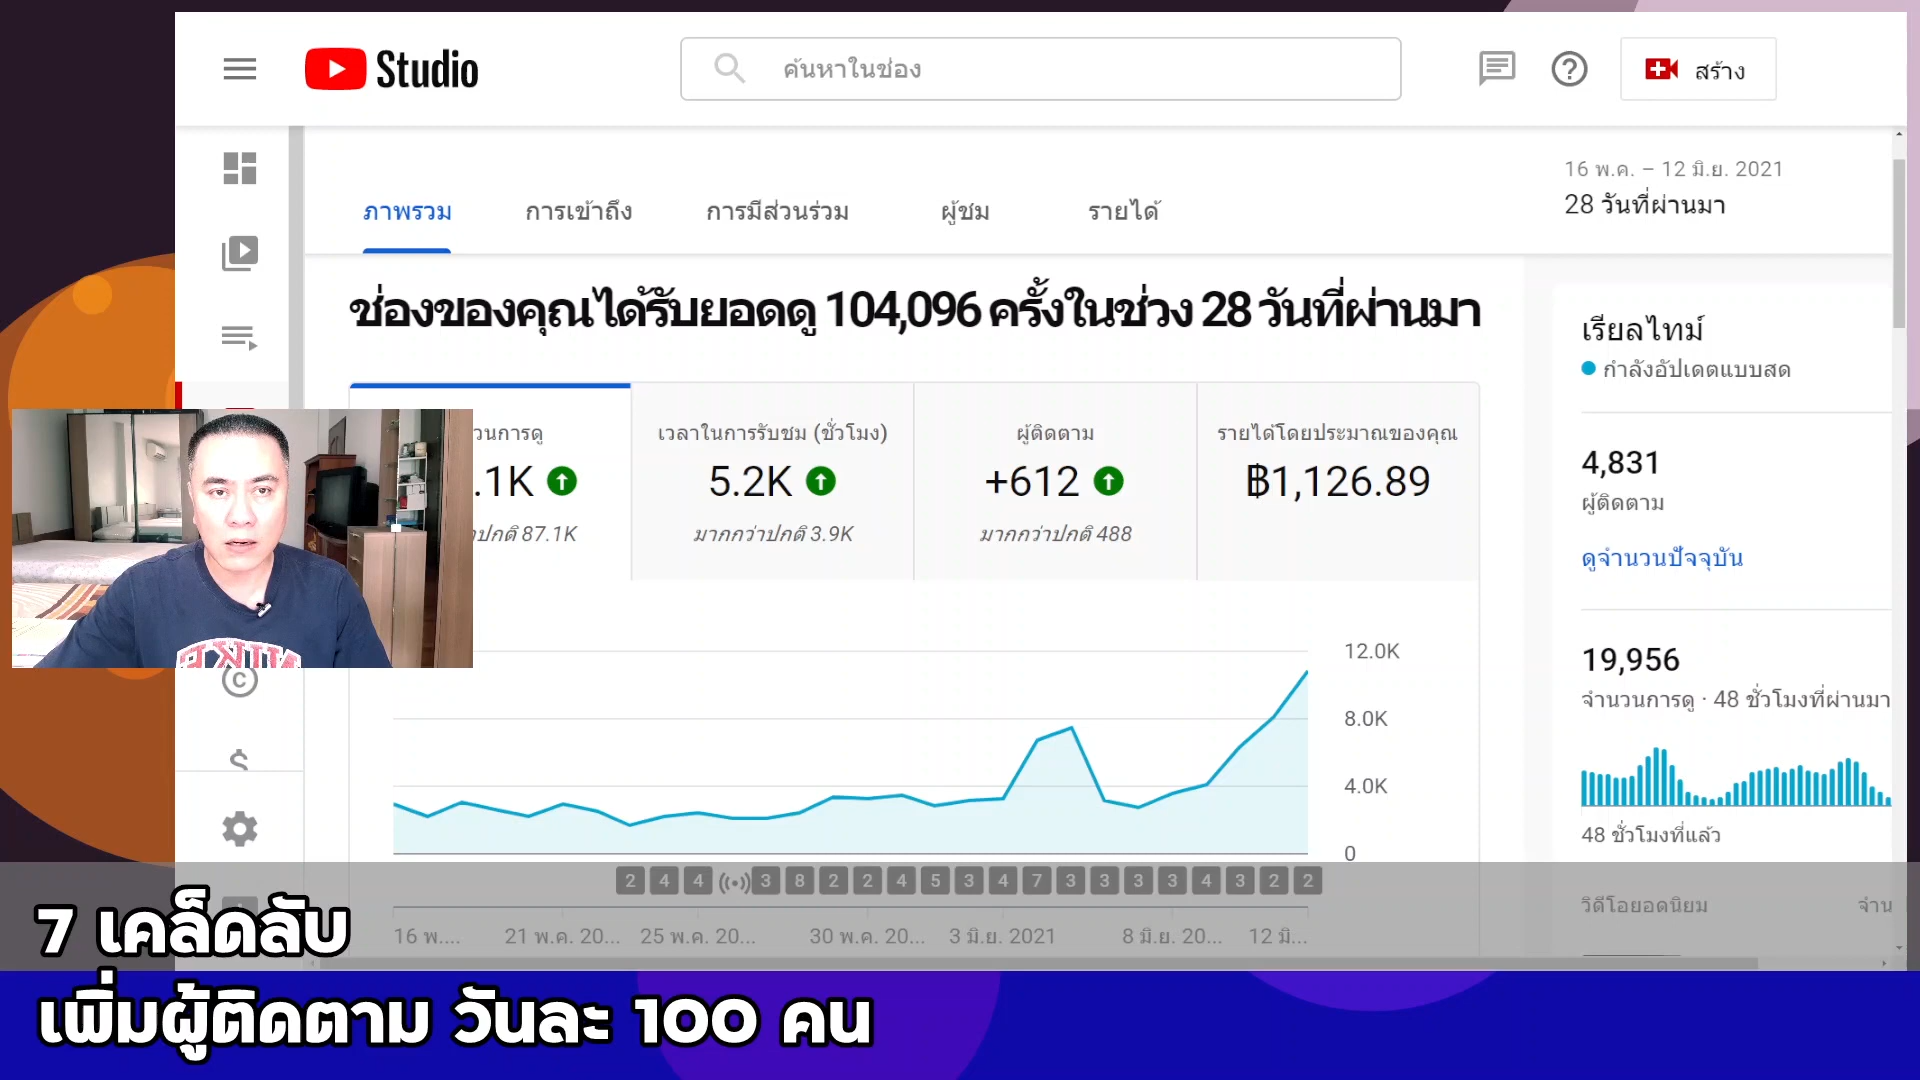 Studio
ค้นหาในช่อง
สร้าง
ภาพรวม
การเข้าถึง
การมีส่วนร่วม
ผู้ชม
รายได้
16 พ.ค. – 12 มิ.ย. 2021
28 วันที่ผ่านมา
ช่องของคุณได้รับยอดดู 104,096 ครั้งในช่วง 28 วันที่ผ่านมา
วนการดู
.1K
ปกติ 87.1K
เวลาในการรับชม (ชั่วโมง)
5.2K
มากกว่าปกติ 3.9K
ผู้ติดตาม
+612
มากกว่าปกติ 488
รายได้โดยประมาณของคุณ
฿1,126.89
12.0K
8.0K
4.0K
0
2 4 4 3 8 2 2 4 5 3 4 7 3 3 3 3 4 3 2 2
16 พ.... 21 พ.ค. 20... 25 พ.ค. 20... 30 พ.ค. 20... 3 มิ.ย. 2021 8 มิ.ย. 20... 12 มิ...
เรียลไทม์
กำลังอัปเดตแบบสด
4,831
ผู้ติดตาม
ดูจำนวนปัจจุบัน
19,956
จำนวนการดู · 48 ชั่วโมงที่ผ่านมา
48 ชั่วโมงที่แล้ว
วิดีโอยอดนิยม
จำน
7 เคล็ดลับ
เพิ่มผู้ติดตาม วันละ 100 คน